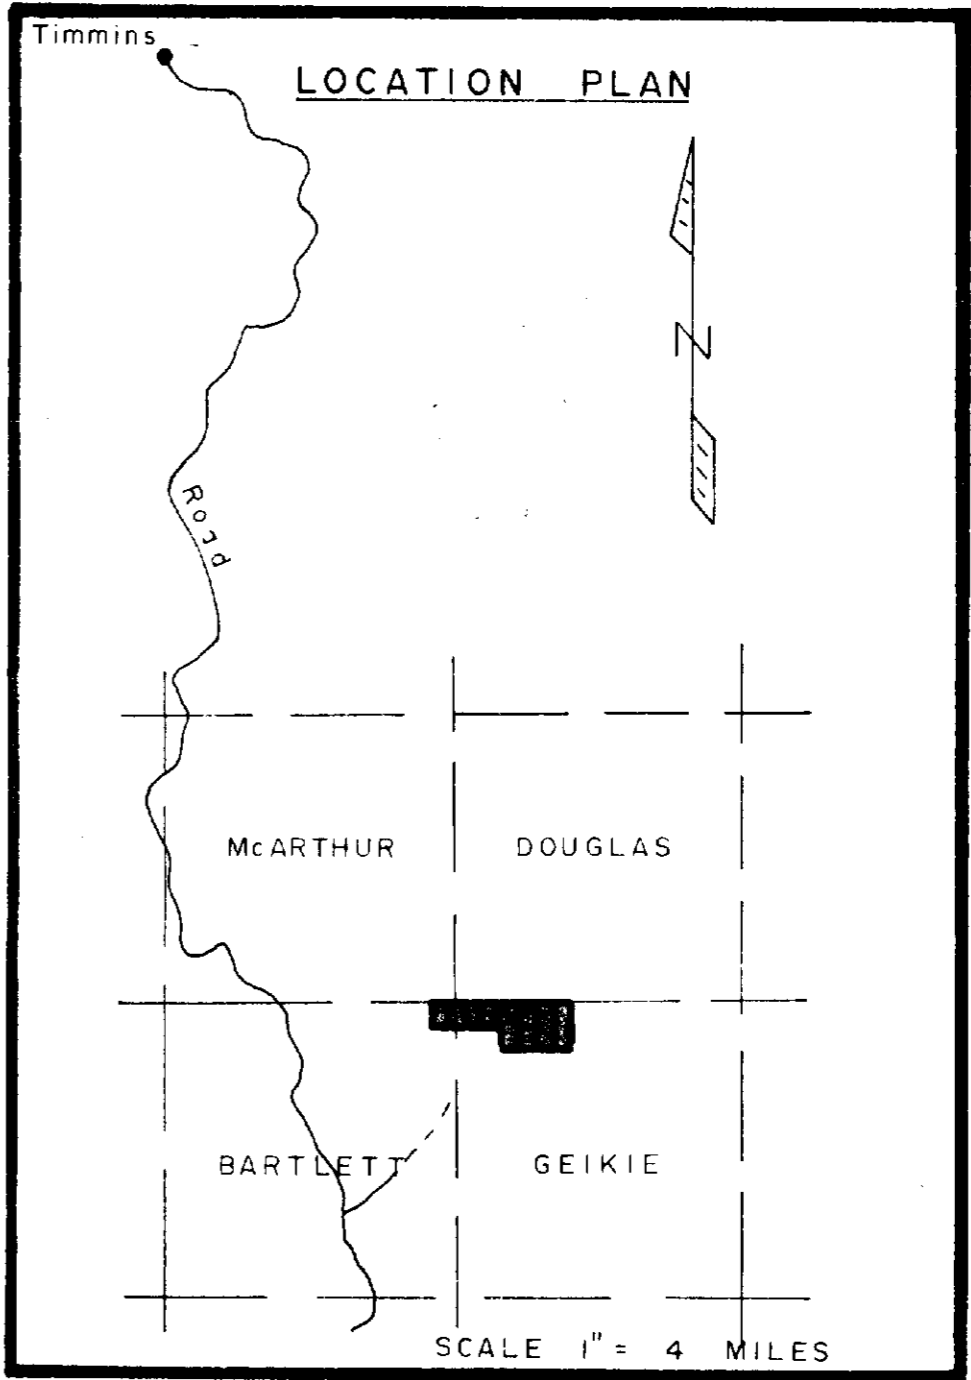 Timmins
LOCATION PLAN
N
Road
McARTHUR DOUGLAS
BARTLETT GEIKIE
SCALE 1" = 4 MILES